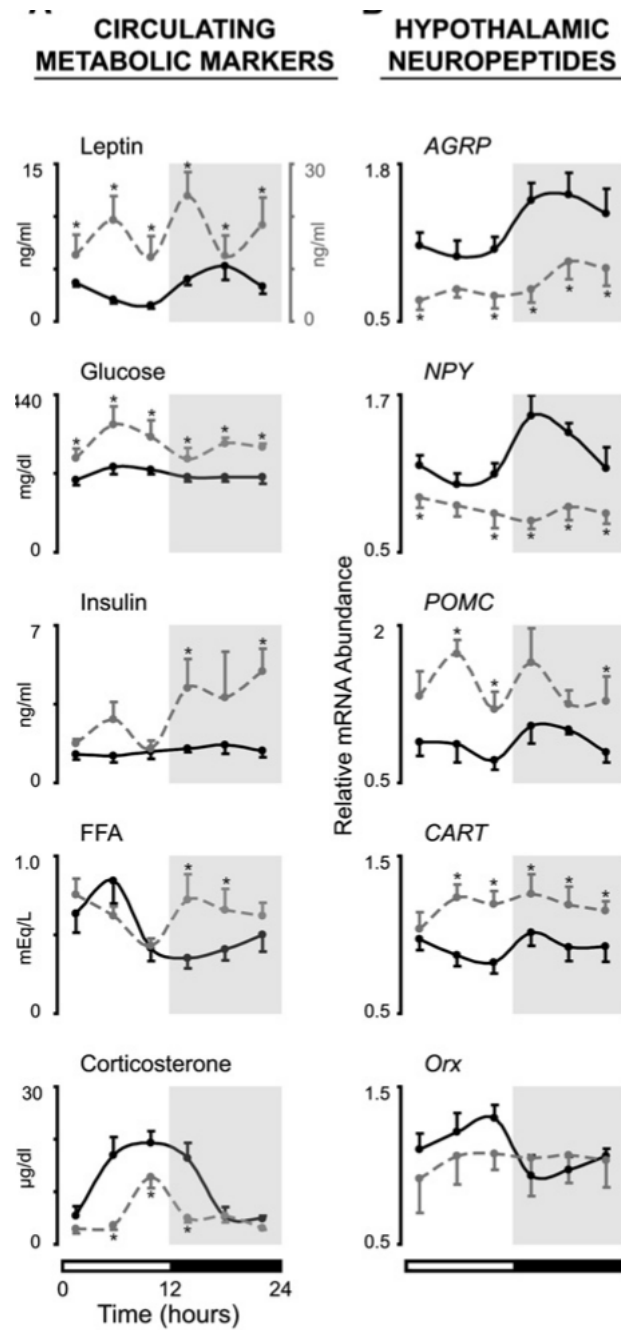 CIRCULATING
METABOLIC MARKERS
HYPOTHALAMIC
NEUROPEPTIDES
Leptin
15
ng/ml
0
30
ng/ml
0
AGRP
1.8
0.5
Glucose
440
mg/dl
0
NPY
1.7
0.5
Insulin
7
ng/ml
0
Relative mRNA Abundance
POMC
2
0.5
FFA
1.0
mEq/L
0
CART
1.5
0.5
Corticosterone
30
µg/dl
0
Orx
1.5
0.5
0 12 24
Time (hours)